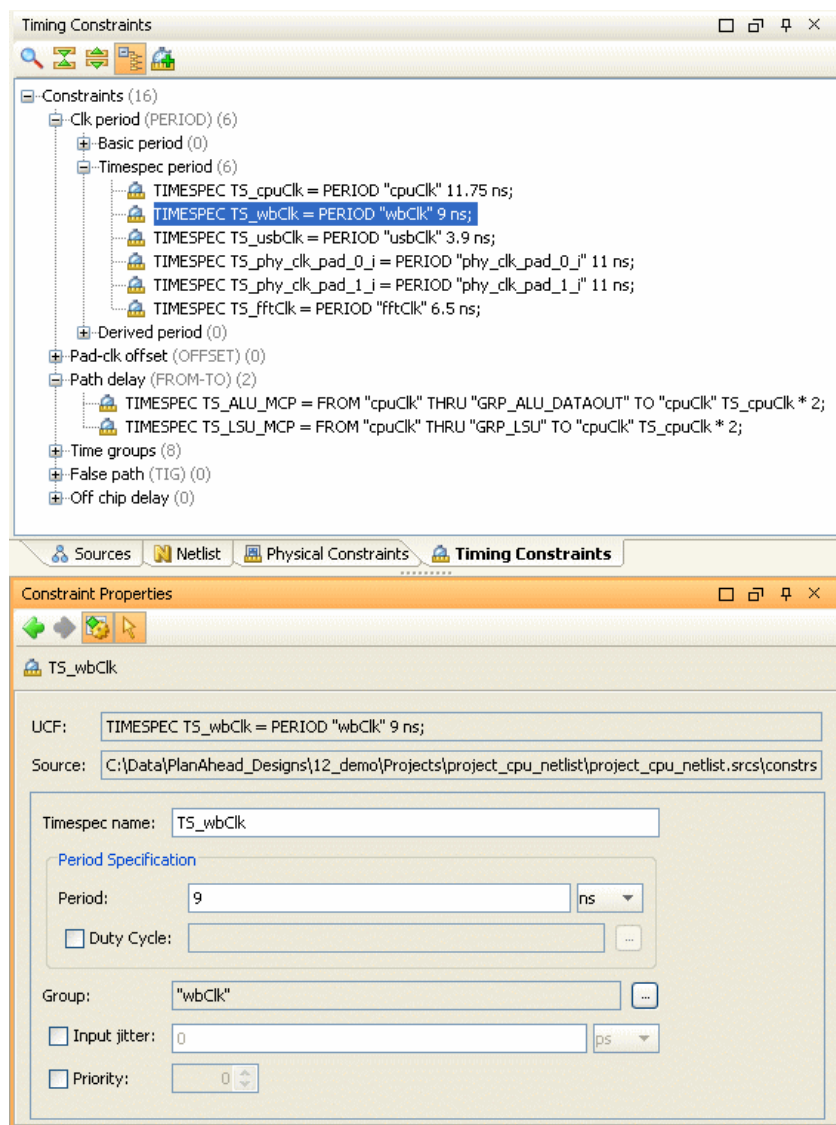 Timing Constraints
Constraints (16)
Clk period (PERIOD) (6)
Basic period (0)
Timespec period (6)
TIMESPEC TS_cpuClk = PERIOD "cpuClk" 11.75 ns;
TIMESPEC TS_wbClk = PERIOD "wbClk" 9 ns;
TIMESPEC TS_usbClk = PERIOD "usbClk" 3.9 ns;
TIMESPEC TS_phy_clk_pad_0_i = PERIOD "phy_clk_pad_0_i" 11 ns;
TIMESPEC TS_phy_clk_pad_1_i = PERIOD "phy_clk_pad_1_i" 11 ns;
TIMESPEC TS_fftClk = PERIOD "fftClk" 6.5 ns;
Derived period (0)
Pad-clk offset (OFFSET) (0)
Path delay (FROM-TO) (2)
TIMESPEC TS_ALU_MCP = FROM "cpuClk" THRU "GRP_ALU_DATAOUT" TO "cpuClk" TS_cpuClk * 2;
TIMESPEC TS_LSU_MCP = FROM "cpuClk" THRU "GRP_LSU" TO "cpuClk" TS_cpuClk * 2;
Time groups (8)
False path (TIG) (0)
Off chip delay (0)
Sources Netlist Physical Constraints Timing Constraints
Constraint Properties
TS_wbClk
UCF: TIMESPEC TS_wbClk = PERIOD "wbClk" 9 ns;
Source: C:\Data\PlanAhead_Designs\12_demo\Projects\project_cpu_netlist\project_cpu_netlist.srcs\constrs
Timespec name: TS_wbClk
Period Specification
Period: 9 ns
Duty Cycle: ...
Group: "wbClk" ...
Input jitter: 0 ps
Priority: 0